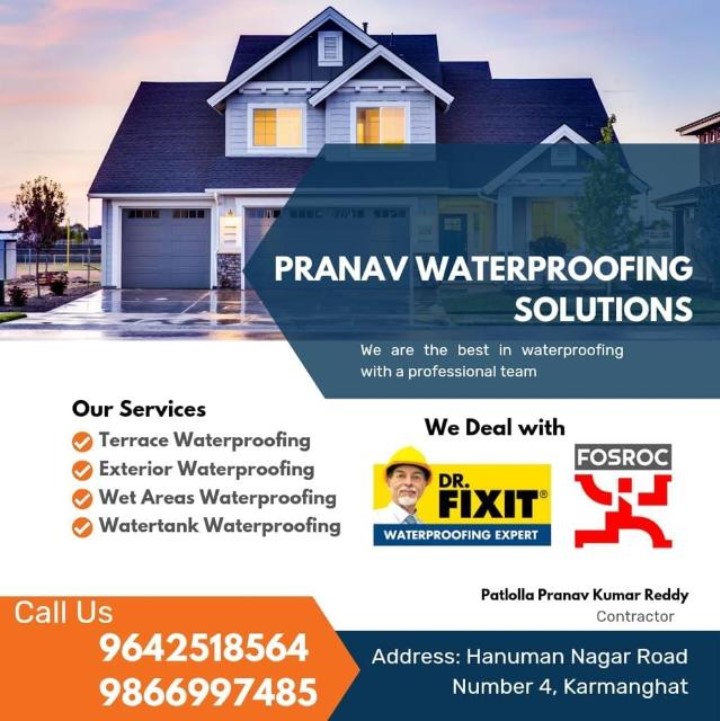 PRANAV WATERPROOFING
SOLUTIONS
We are the best in waterproofing
with a professional team
Our Services
Terrace Waterproofing
Exterior Waterproofing
Wet Areas Waterproofing
Watertank Waterproofing
We Deal with
DR.
FIXIT®
WATERPROOFING EXPERT
FOSROC
Patlolla Pranav Kumar Reddy
Contractor
Call Us
9642518564
9866997485
Address: Hanuman Nagar Road
Number 4, Karmanghat